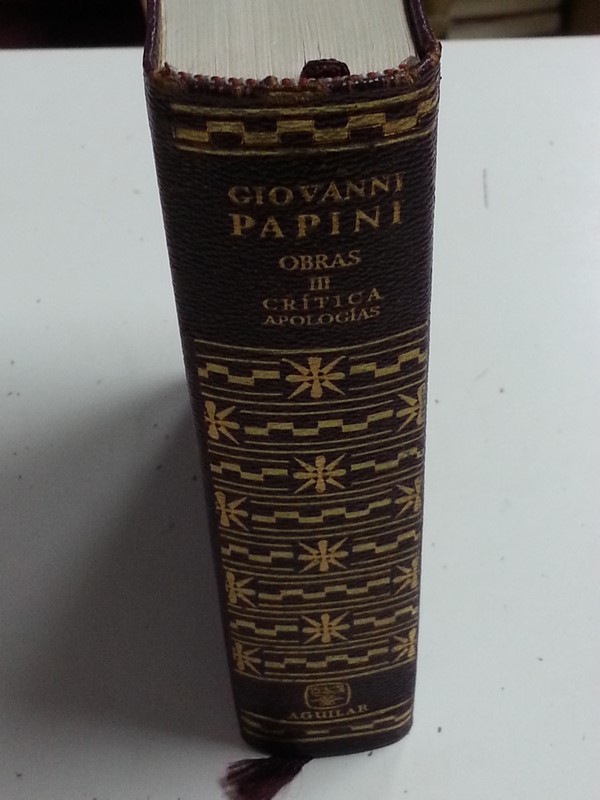 GIOVANNI
PAPINI
OBRAS
III
CRÍTICA
APOLOGÍAS
AGUILAR